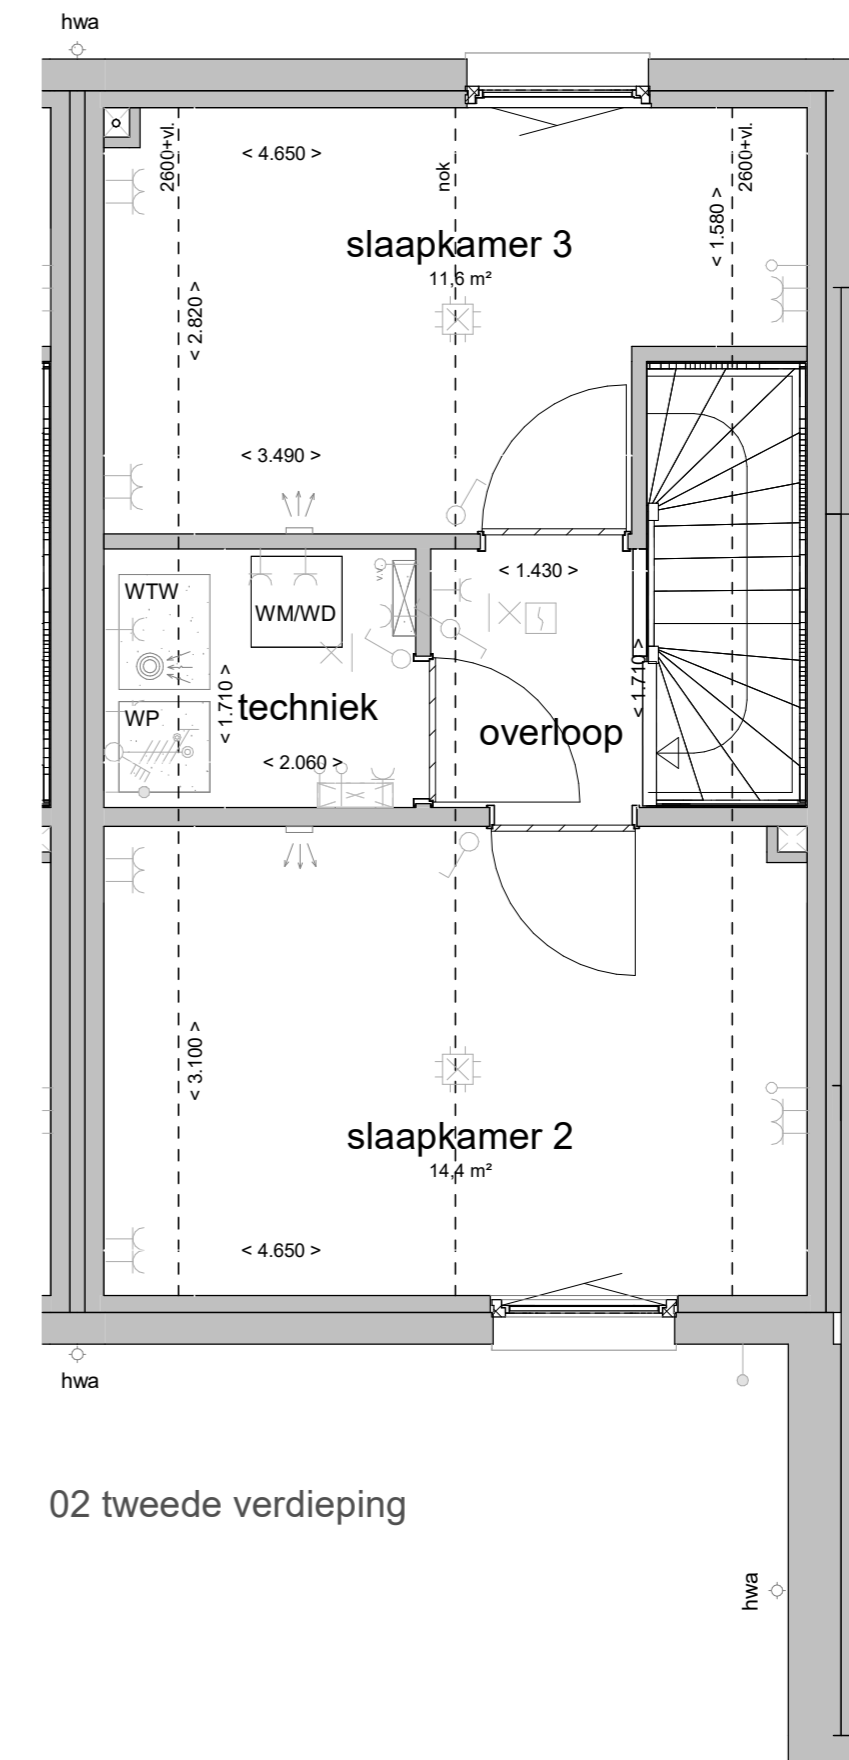 hwa
2600+vl.
< 4.650 >
nok
2600+vl.
< 1.580 >
slaapkamer 3
11,6 m²
< 2.820 >
< 3.490 >
< 1.430 >
WTW
WM/WD
v.v.
< 1.710 >
techniek
< 1.710 >
WP
overloop
< 2.060 >
< 3.100 >
slaapkamer 2
14,4 m²
< 4.650 >
hwa
02 tweede verdieping
hwa